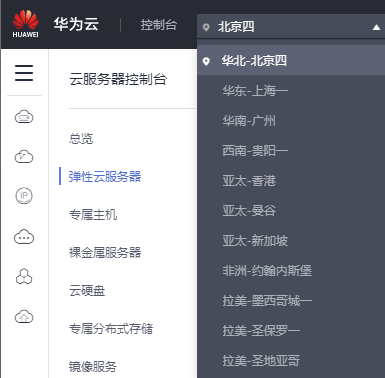 HUAWEI
华为云
控制台
北京四
云服务器控制台
总览
弹性云服务器
专属主机
裸金属服务器
云硬盘
专属分布式存储
镜像服务
华北-北京四
华东-上海一
华南-广州
西南-贵阳一
亚太-香港
亚太-曼谷
亚太-新加坡
非洲-约翰内斯堡
拉美-墨西哥城一
拉美-圣保罗一
拉美-圣地亚哥
IP